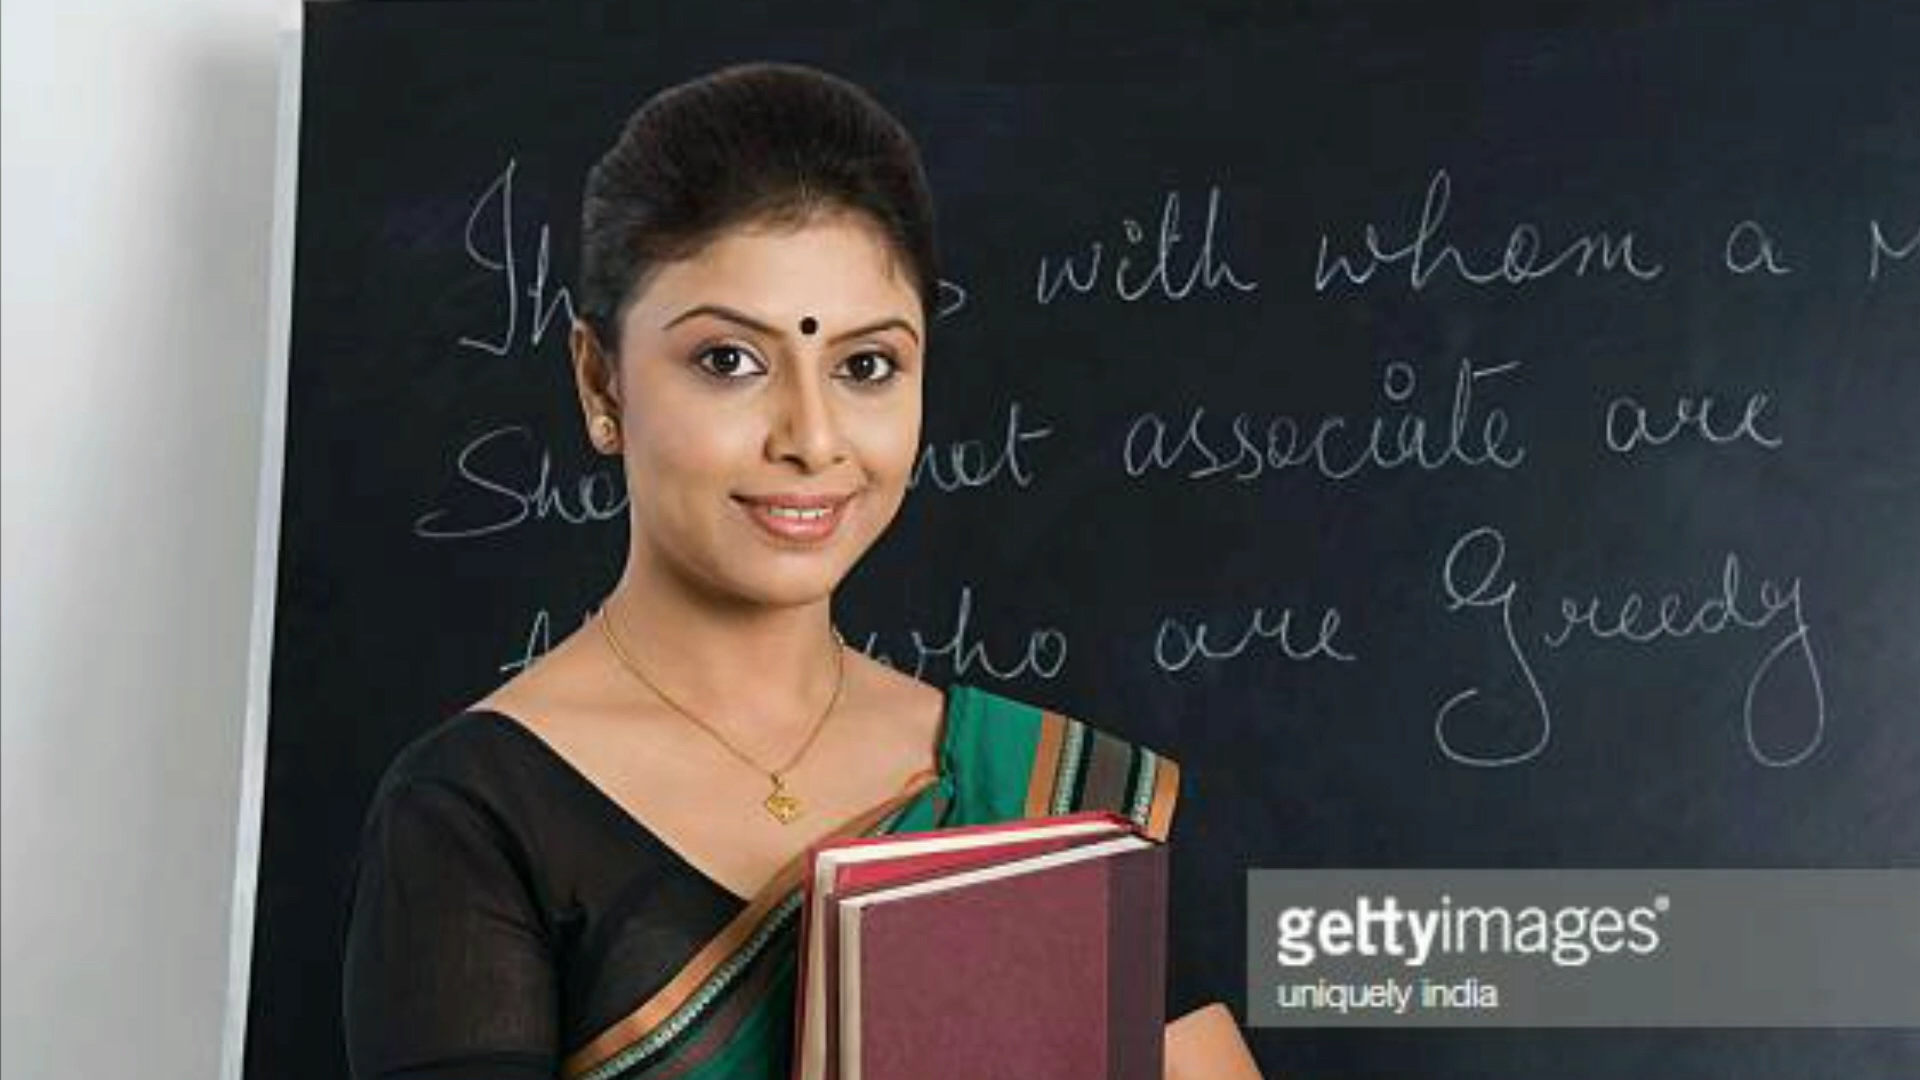 with whom a
not associate are
who are Greedy
gettyimages®
uniquely india